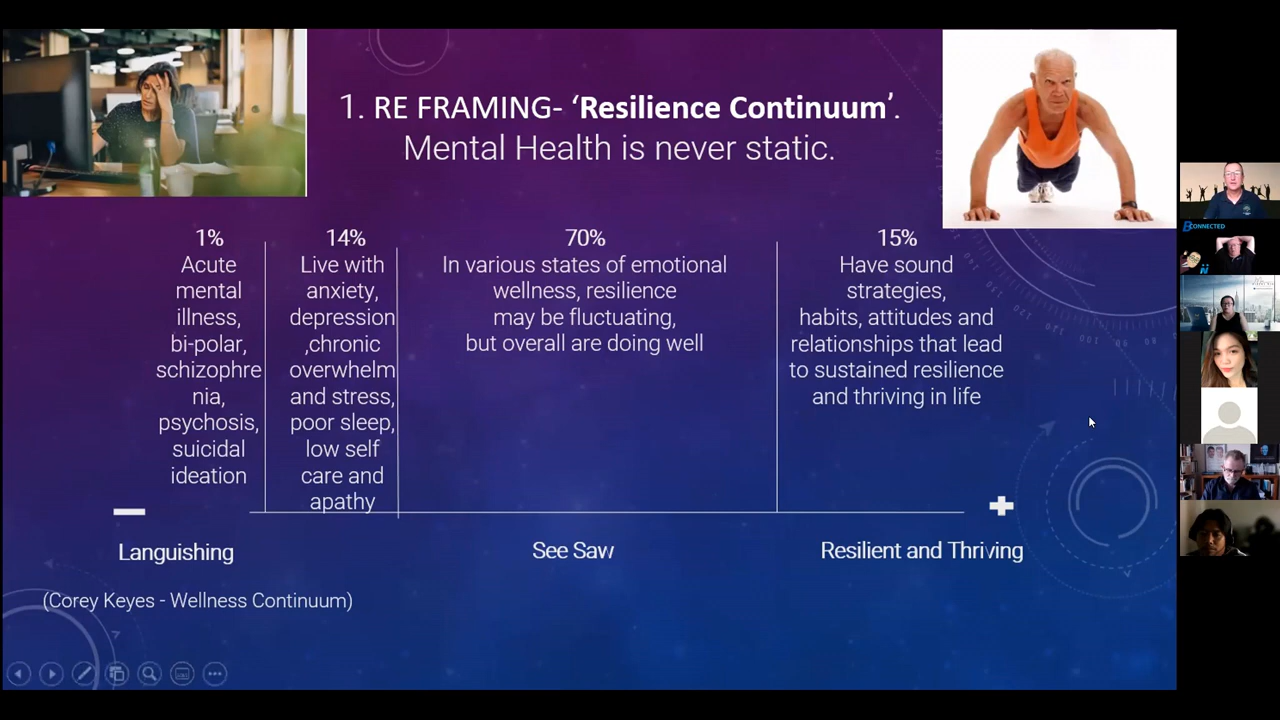 1. RE FRAMING- ‘Resilience Continuum’.
Mental Health is never static.
1%
Acute
mental
illness,
bi-polar,
schizophre
nia,
psychosis,
suicidal
ideation
14%
Live with
anxiety,
depression
,chronic
overwhelm
and stress,
poor sleep,
low self
care and
apathy
70%
In various states of emotional
wellness, resilience
may be fluctuating,
but overall are doing well
15%
Have sound
strategies,
habits, attitudes and
relationships that lead
to sustained resilience
and thriving in life
Languishing
See Saw
Resilient and Thriving
(Corey Keyes - Wellness Continuum)
CONNECTED